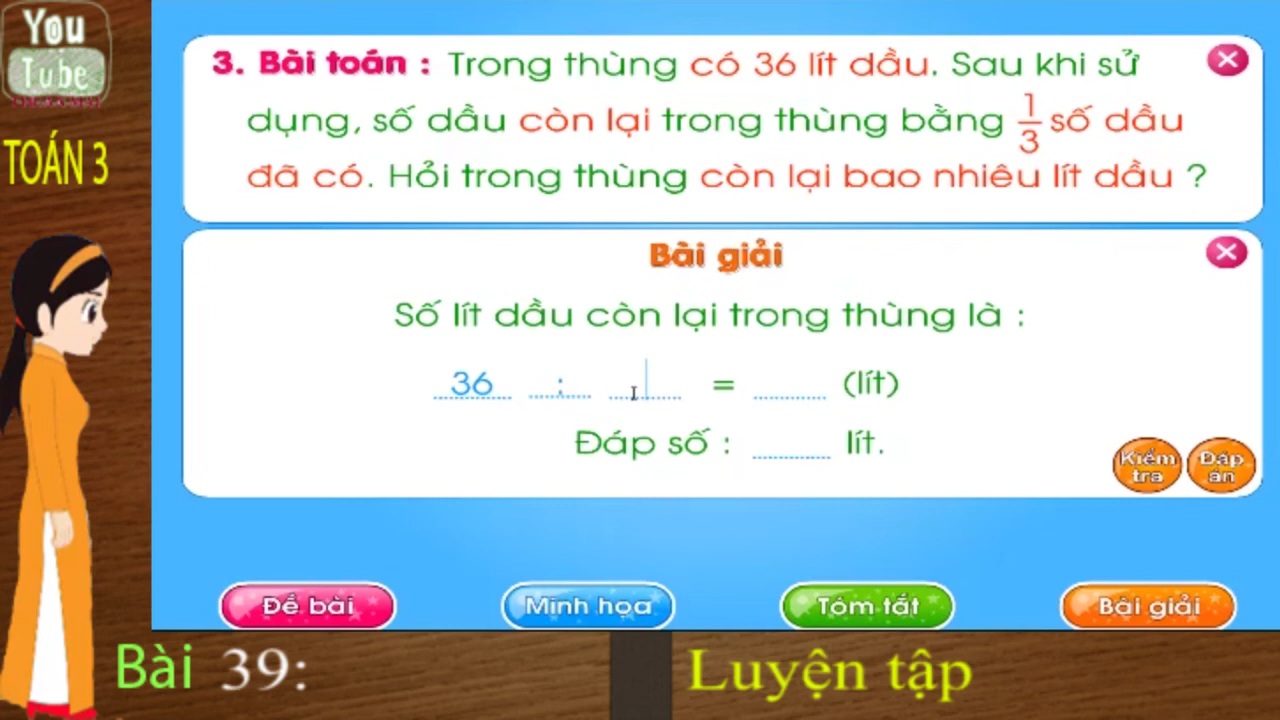 You
Tube
TOÁN 3
3. Bài toán : Trong thùng có 36 lít dầu. Sau khi sử
dụng, số dầu còn lại trong thùng bằng 1/3 số dầu
đã có. Hỏi trong thùng còn lại bao nhiêu lít dầu ?
Bài giải
Số lít dầu còn lại trong thùng là :
36 : ........ = ........ (lít)
Đáp số : ........ lít.
Kiểm tra
Đáp án
Đề bài Minh họa Tóm tắt Bài giải
Bài 39: Luyện tập